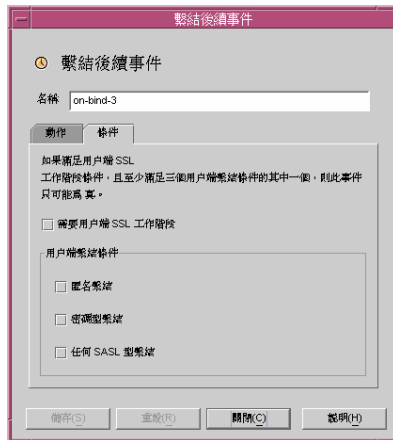 繫結後續事件
繫結後續事件
名稱 on-bind-3
動作 條件
如果滿足用戶端 SSL
工作階段條件，且至少滿足三個用戶端繫結條件的其中一個，則此事件
只可能為 真。
需要用戶端 SSL 工作階段
用戶端繫結條件
匿名繫結
密碼型繫結
任何 SASL 型繫結
儲存(S) 重設(R) 關閉(C) 說明(H)